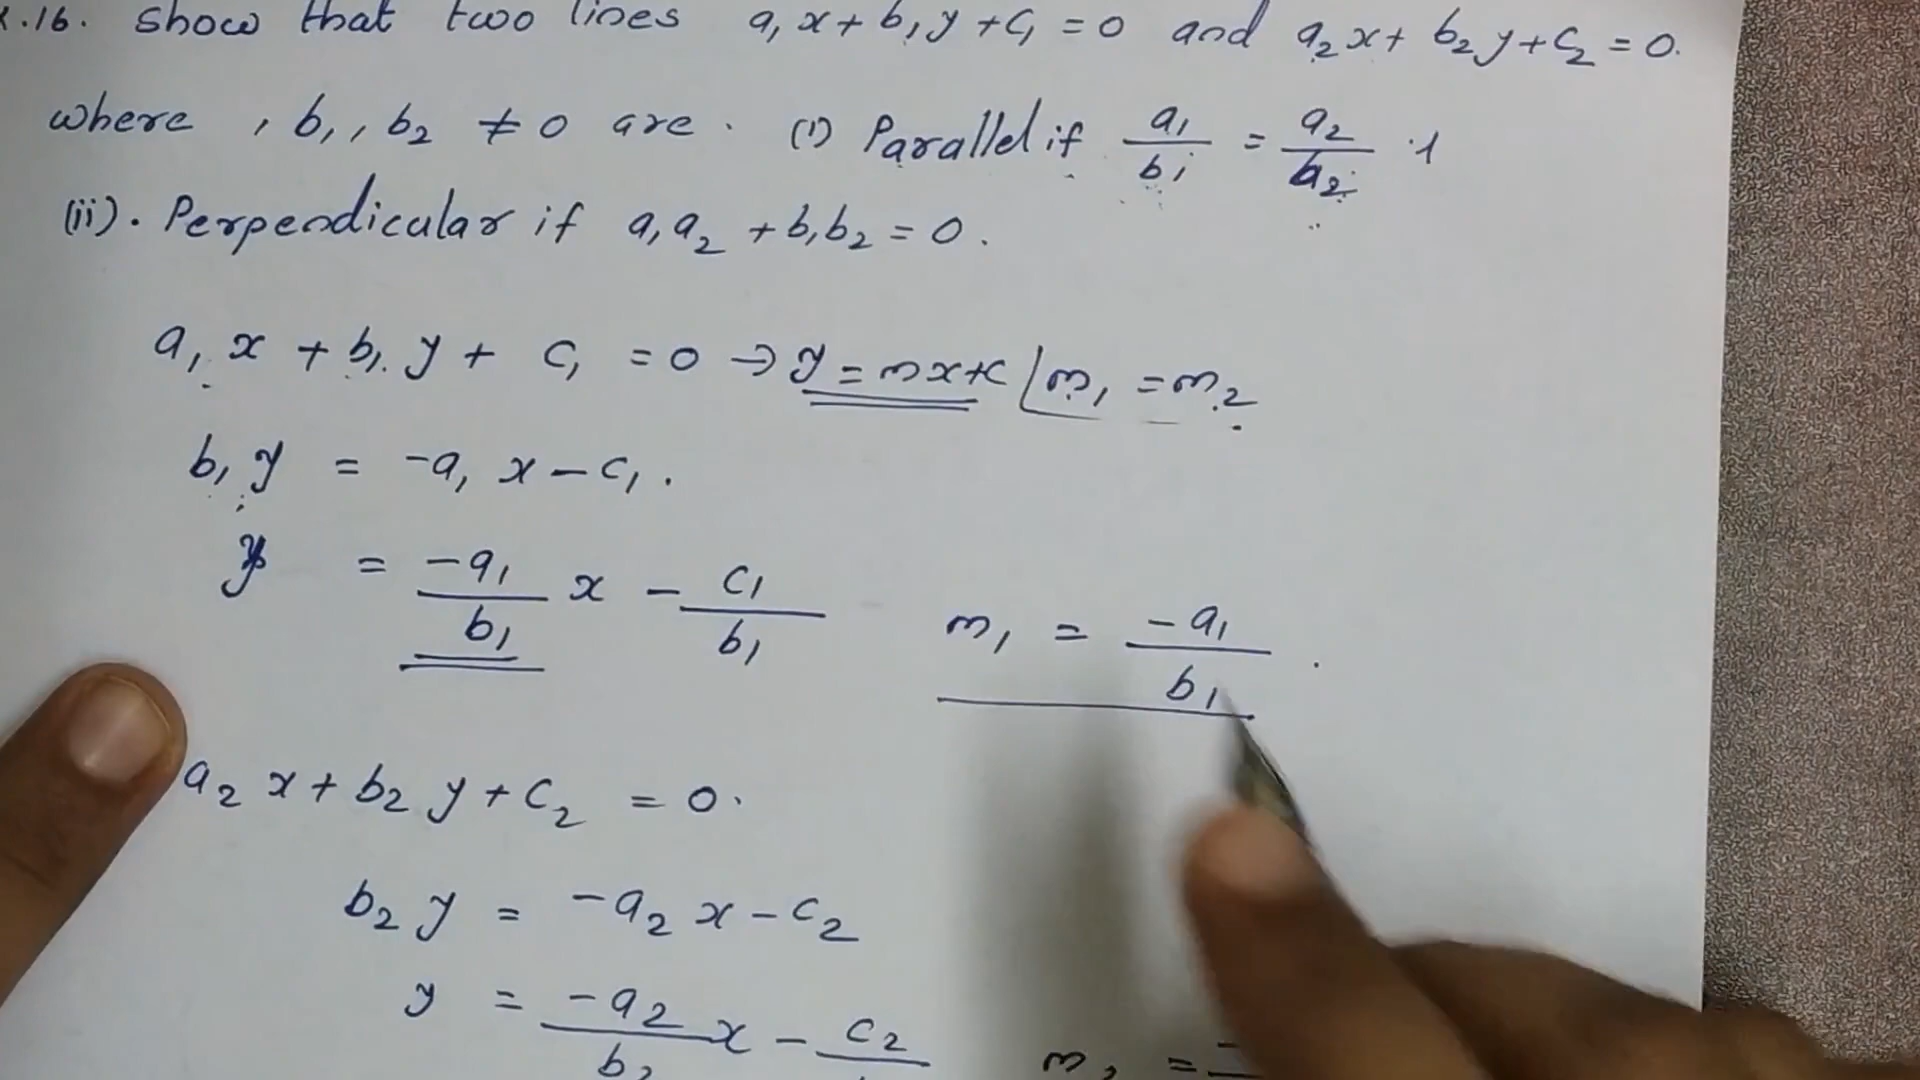 .16. Show that two lines a₁x + b₁y + c₁ = 0 and a₂x + b₂y + c₂ = 0.
where , b₁, b₂ ≠ 0 are. (i) Parallel if a₁/b₁ = a₂/b₂
(ii). Perpendicular if a₁a₂ + b₁b₂ = 0.
a₁x + b₁y + c₁ = 0 → y = mx+c | m₁ = m₂
b₁y = -a₁x - c₁.
y = -a₁/b₁ x - c₁/b₁
m₁ = -a₁/b₁.
a₂x + b₂y + c₂ = 0.
b₂y = -a₂x - c₂
y = -a₂/b₂ x - c₂
m₂ =